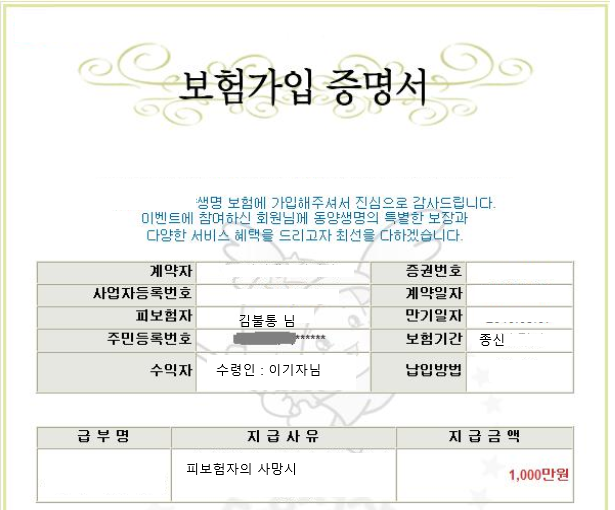 보험가입 증명서
생명 보험에 가입해주셔서 진심으로 감사드립니다.
이벤트에 참여하신 회원님께 동양생명의 특별한 보장과
다양한 서비스 혜택을 드리고자 최선을 다하겠습니다.
계약자 증권번호
사업자등록번호 계약일자
피보험자 김불통 님 만기일자
주민등록번호 ****** 보험기간 종신
수익자 수령인 : 이기자님 납입방법
급부명 지급사유 지급금액
피보험자의 사망시 1,000만원